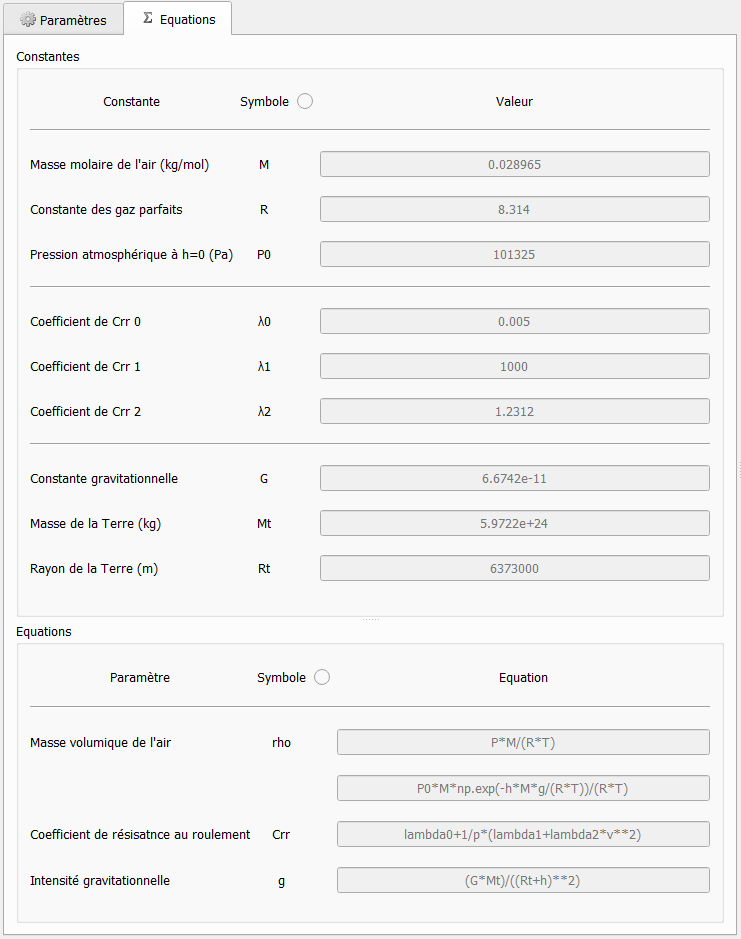 Paramètres Σ Equations
Constantes
Constante Symbole Valeur
Masse molaire de l'air (kg/mol) M 0.028965
Constante des gaz parfaits R 8.314
Pression atmosphérique à h=0 (Pa) P0 101325
Coefficient de Crr 0 λ0 0.005
Coefficient de Crr 1 λ1 1000
Coefficient de Crr 2 λ2 1.2312
Constante gravitationnelle G 6.6742e-11
Masse de la Terre (kg) Mt 5.9722e+24
Rayon de la Terre (m) Rt 6373000
Equations
Paramètre Symbole Equation
Masse volumique de l'air rho P*M/(R*T)
P0*M*np.exp(-h*M*g/(R*T))/(R*T)
Coefficient de résisatnce au roulement Crr lambda0+1/p*(lambda1+lambda2*v**2)
Intensité gravitationnelle g (G*Mt)/((Rt+h)**2)